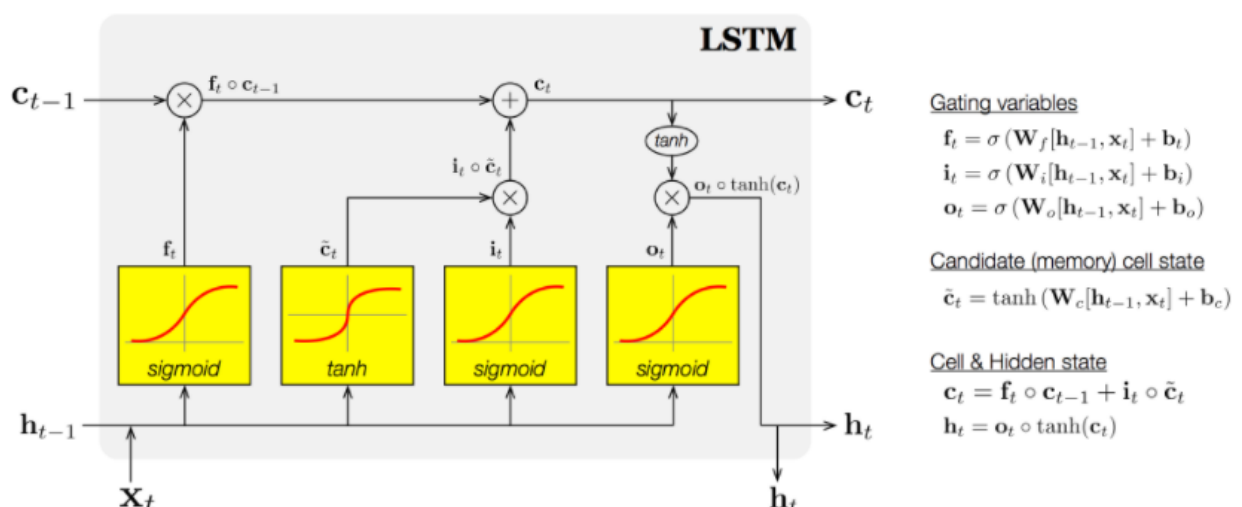 LSTM
c_{t−1}
f_t ∘ c_{t−1}
c_t
c_t
tanh
i_t ∘ c̃_t
o_t ∘ tanh(c_t)
f_t
c̃_t
i_t
o_t
sigmoid
tanh
sigmoid
sigmoid
h_{t−1}
h_t
x_t
h_t
Gating variables
f_t = σ (W_f[h_{t−1}, x_t] + b_t)
i_t = σ (W_i[h_{t−1}, x_t] + b_i)
o_t = σ (W_o[h_{t−1}, x_t] + b_o)
Candidate (memory) cell state
c̃_t = tanh (W_c[h_{t−1}, x_t] + b_c)
Cell & Hidden state
c_t = f_t ∘ c_{t−1} + i_t ∘ c̃_t
h_t = o_t ∘ tanh(c_t)